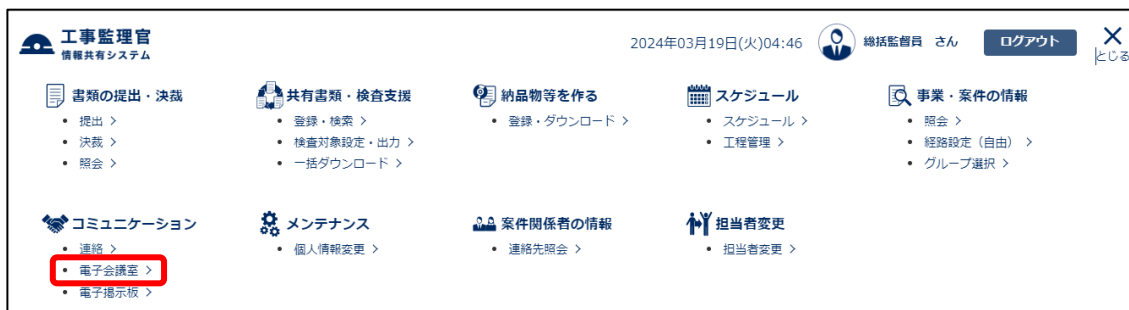 工事監理官
情報共有システム
2024年03月19日(火)04:46
総括監督員 さん
ログアウト
とじる
書類の提出・決裁
・ 提出 >
・ 決裁 >
・ 照会 >
共有書類・検査支援
・ 登録・検索 >
・ 検査対象設定・出力 >
・ 一括ダウンロード >
納品物等を作る
・ 登録・ダウンロード >
スケジュール
・ スケジュール >
・ 工程管理 >
事業・案件の情報
・ 照会 >
・ 経路設定（自由） >
・ グループ選択 >
コミュニケーション
・ 連絡 >
・ 電子会議室 >
・ 電子掲示板 >
メンテナンス
・ 個人情報変更 >
案件関係者の情報
・ 連絡先照会 >
担当者変更
・ 担当者変更 >